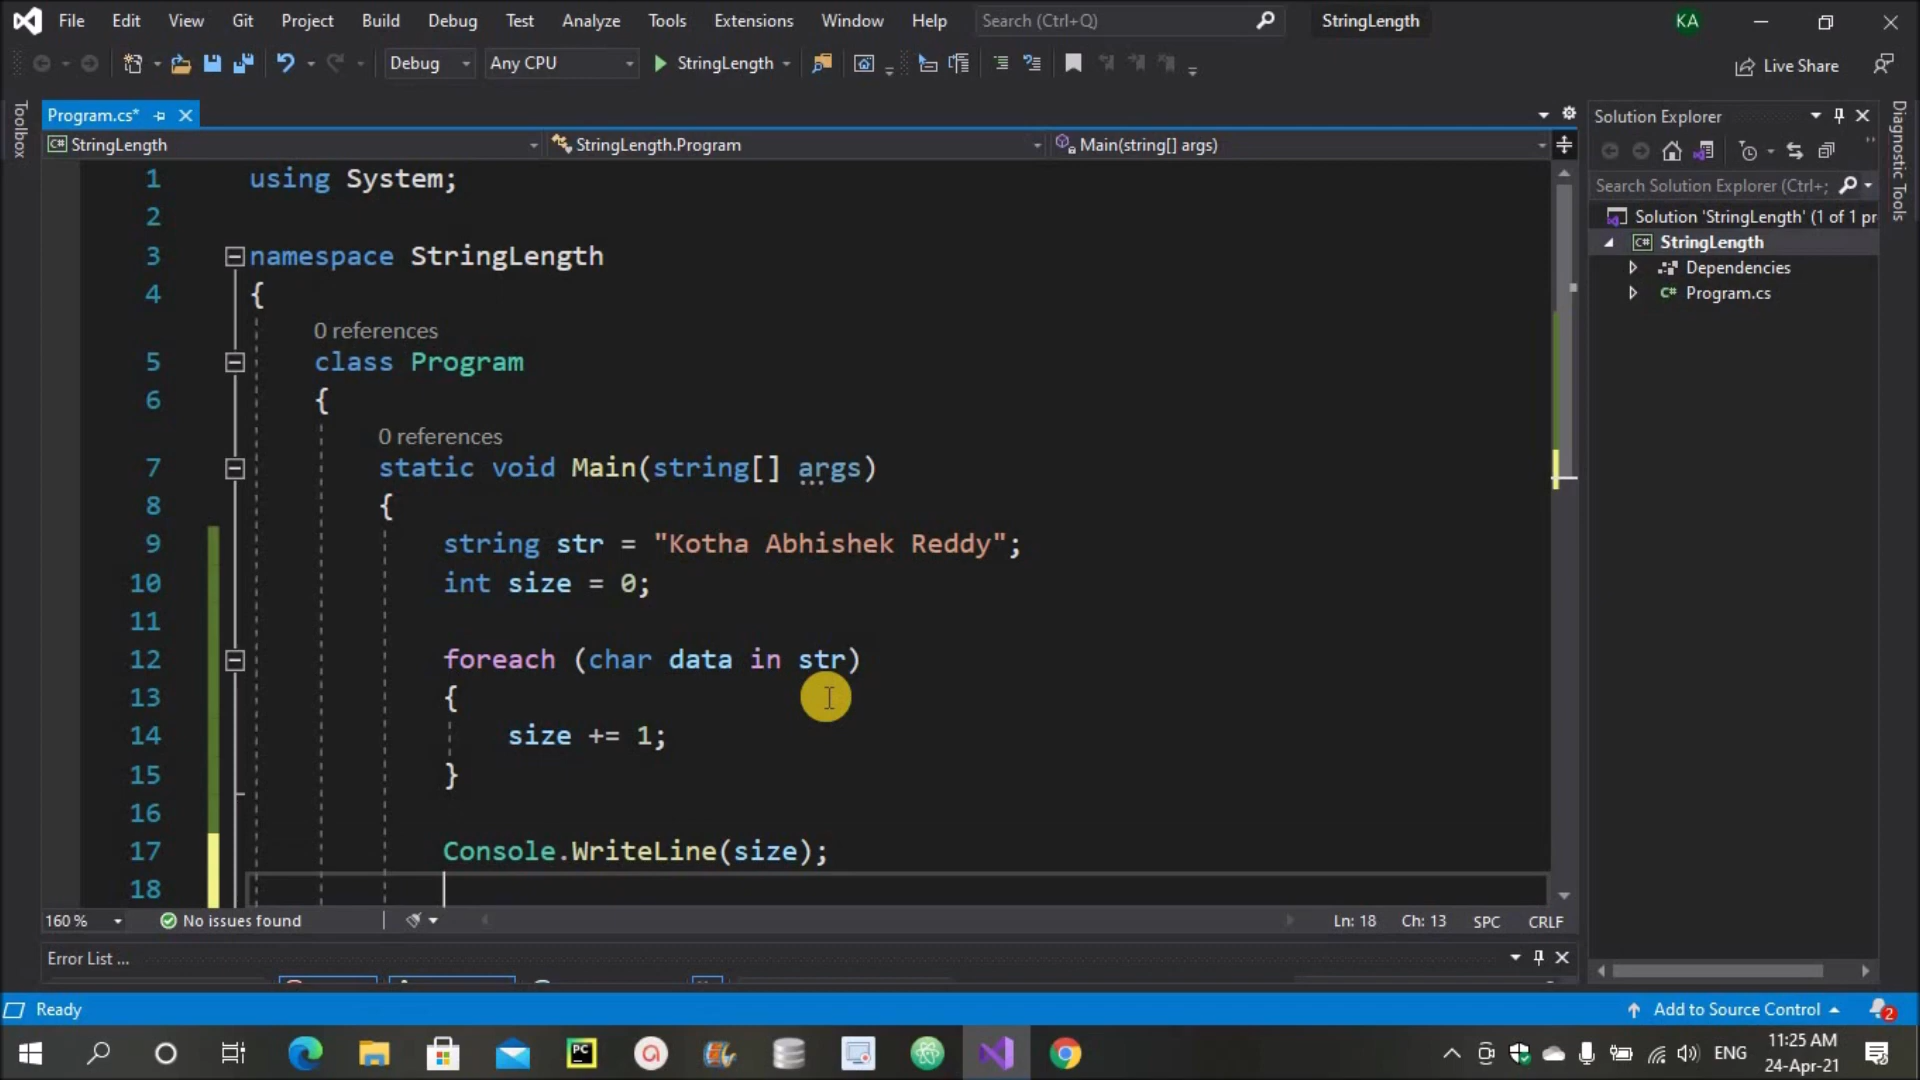 File Edit View Git Project Build Debug Test Analyze Tools Extensions Window Help Search (Ctrl+Q) StringLength KA
Debug Any CPU StringLength Live Share
Toolbox
Program.cs*
StringLength StringLength.Program Main(string[] args)
1 using System;
2
3 namespace StringLength
4 {
0 references
5 class Program
6 {
0 references
7 static void Main(string[] args)
8 {
9 string str = "Kotha Abhishek Reddy";
10 int size = 0;
11
12 foreach (char data in str)
13 {
14 size += 1;
15 }
16
17 Console.WriteLine(size);
18
160 % No issues found Ln: 18 Ch: 13 SPC CRLF
Error List ...
Solution Explorer
Search Solution Explorer (Ctrl+;
Solution 'StringLength' (1 of 1 pr
C# StringLength
Dependencies
C# Program.cs
Diagnostic Tools
Ready Add to Source Control 2
PC ENG 11:25 AM
24-Apr-21